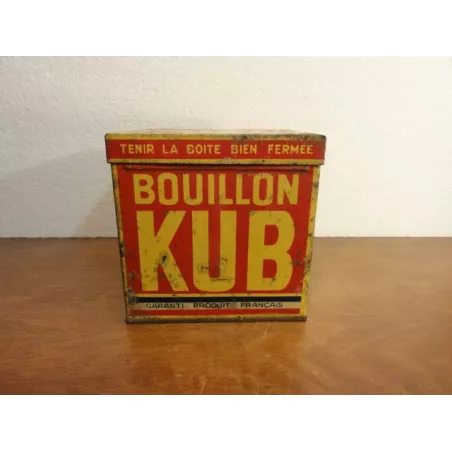 TENIR LA BOITE BIEN FERMEE
BOUILLON
KUB
GARANTI PRODUIT FRANÇAIS